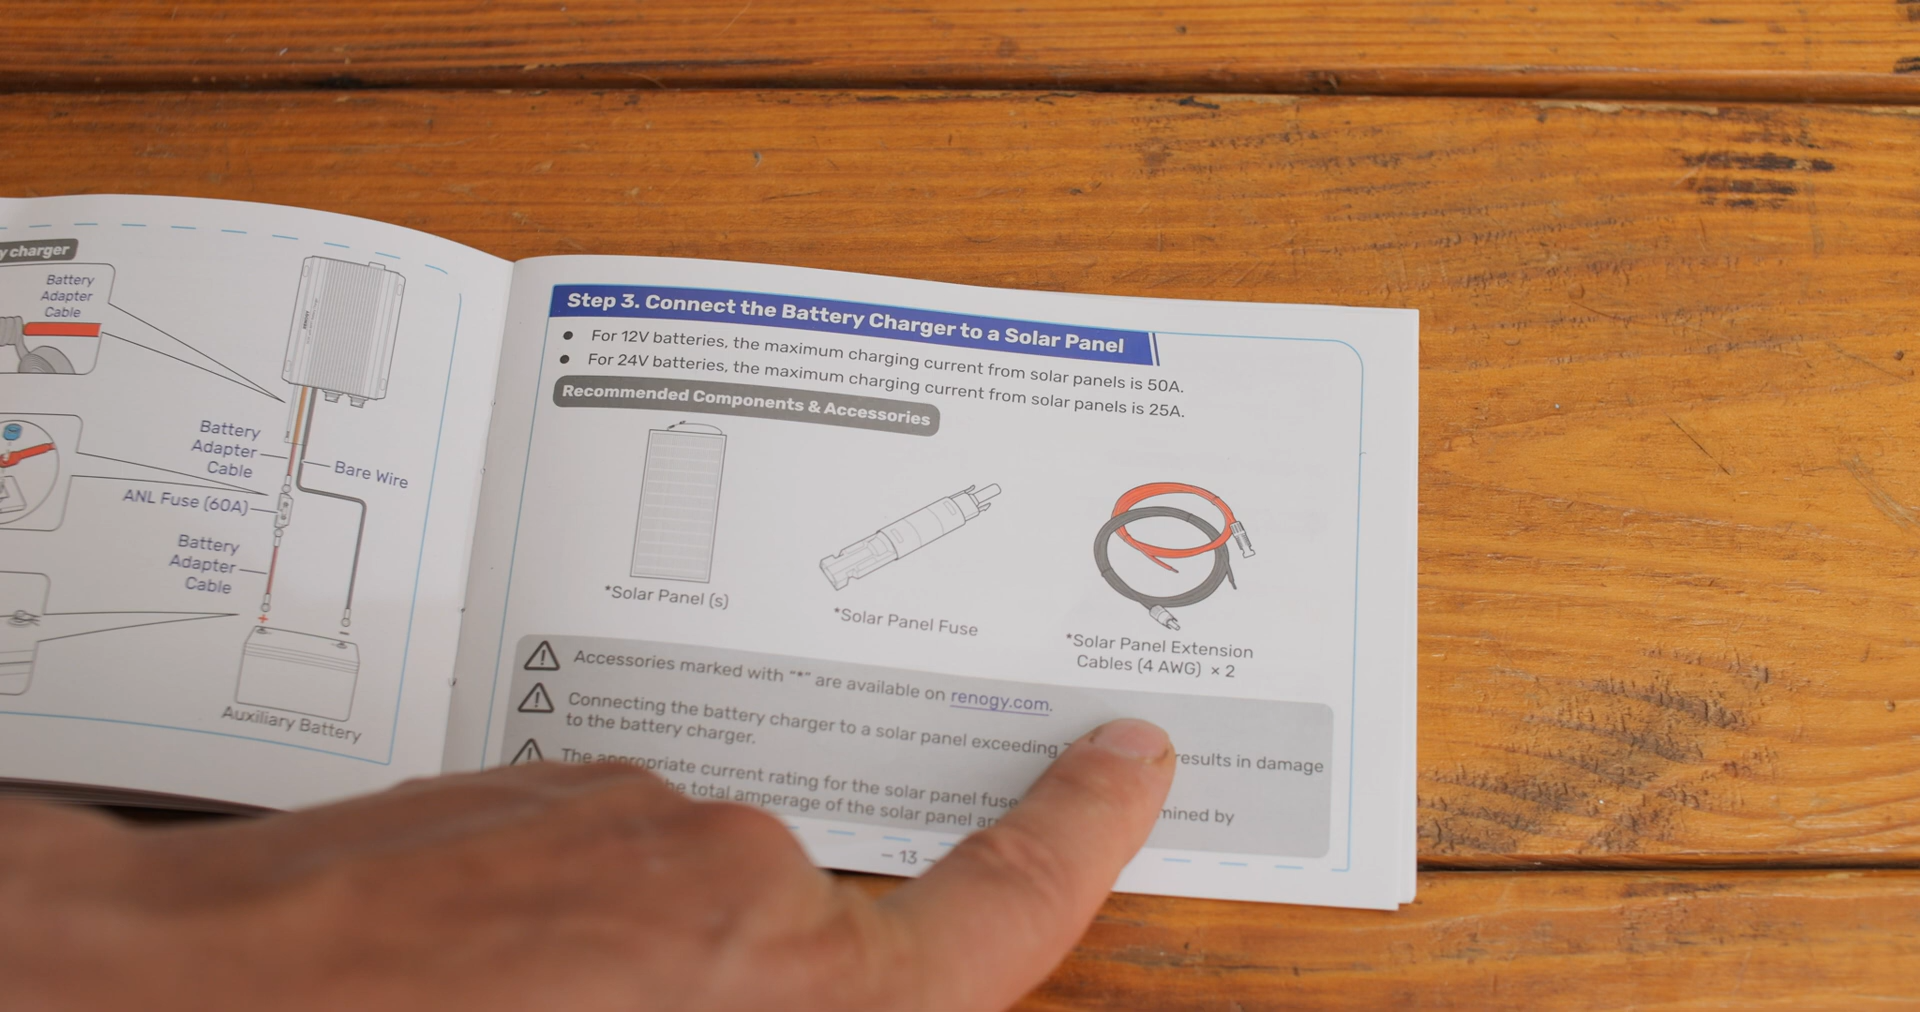 y charger
Battery
Adapter
Cable
Battery
Adapter
Cable
Bare Wire
ANL Fuse (60A)
Battery
Adapter
Cable
+
–
Auxiliary Battery
Step 3. Connect the Battery Charger to a Solar Panel
● For 12V batteries, the maximum charging current from solar panels is 50A.
● For 24V batteries, the maximum charging current from solar panels is 25A.
Recommended Components & Accessories
*Solar Panel (s)
*Solar Panel Fuse
*Solar Panel Extension
Cables (4 AWG) × 2
Accessories marked with "*" are available on renogy.com.
Connecting the battery charger to a solar panel exceeding results in damage
to the battery charger.
The appropriate current rating for the solar panel fuse mined by
the total amperage of the solar panel
– 13 –